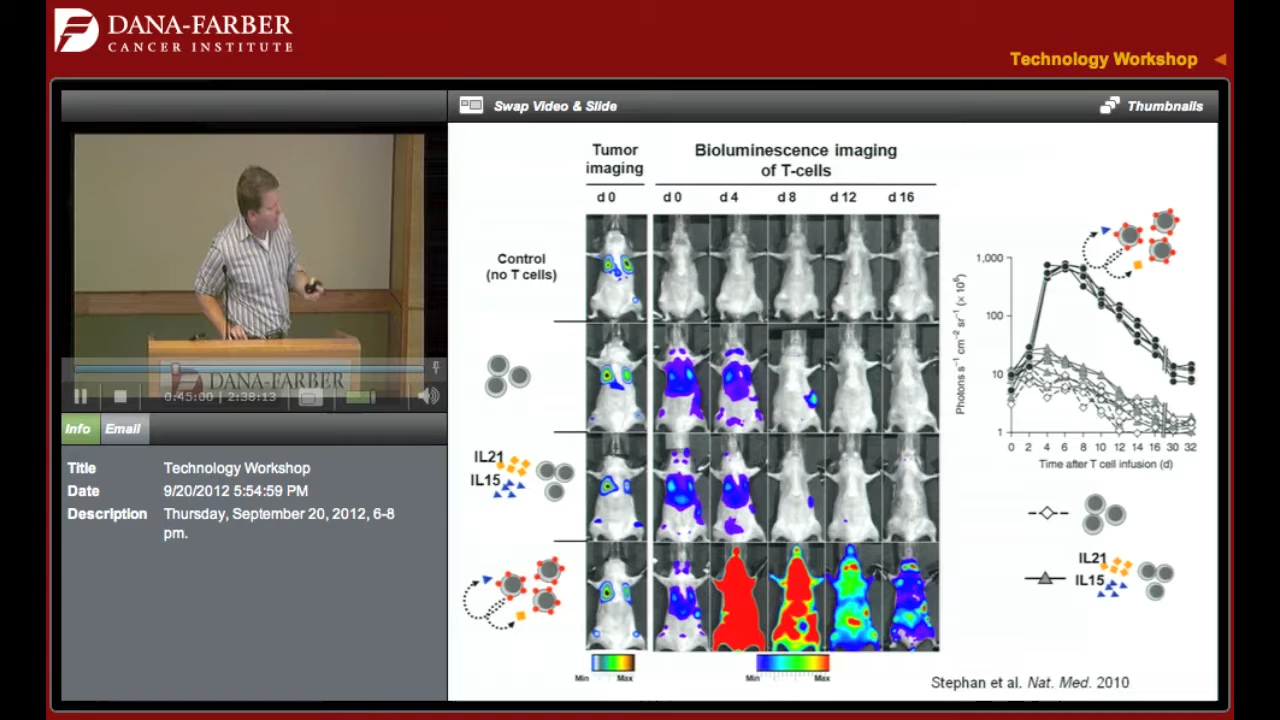 DANA-FARBER
CANCER INSTITUTE
Technology Workshop
Swap Video & Slide
Thumbnails
DANA-FARBER
0:45:00 / 2:38:13
Info
Email
Title
Technology Workshop
Date
9/20/2012 5:54:59 PM
Description
Thursday, September 20, 2012, 6-8
pm.
Tumor
imaging
Bioluminescence imaging
of T-cells
d 0
d 0
d 4
d 8
d 12
d 16
Control
(no T cells)
IL21
IL15
Min
Max
Min
Max
Photons s⁻¹ cm⁻² sr⁻¹ (× 10⁶)
1,000
100
10
1
0 2 4 6 8 10 12 14 16 30 32
Time after T cell infusion (d)
IL21
IL15
Stephan et al. Nat. Med. 2010